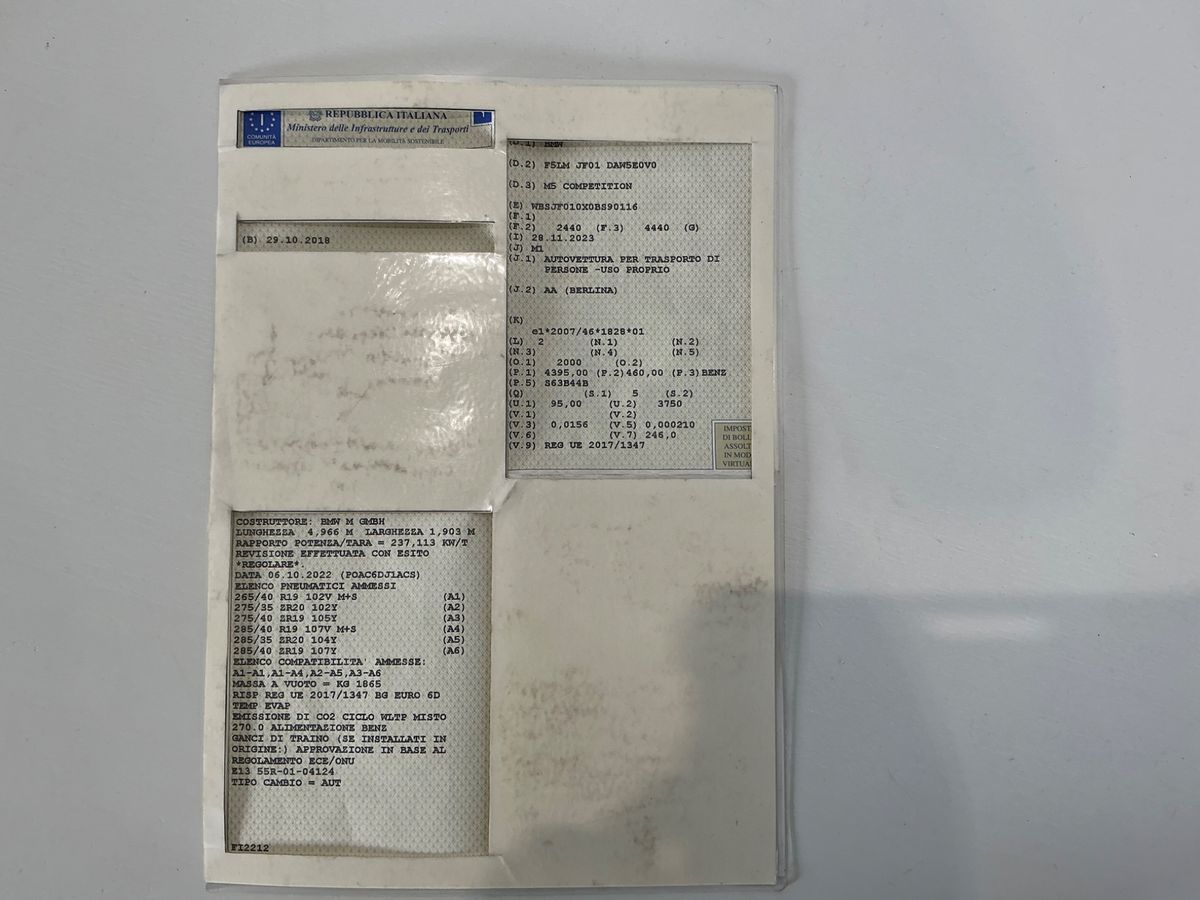 COMUNITÀ
EUROPEA
REPUBBLICA ITALIANA
Ministero delle Infrastrutture e dei Trasporti
DIPARTIMENTO PER LA MOBILITÀ SOSTENIBILE
(B) 29.10.2018
(D.1) BMW
(D.2) F5LM JF01 DAW5E0V0
(D.3) M5 COMPETITION
(E) WBSJF010X0BS90116
(F.1)
(F.2) 2440 (F.3) 4440 (G)
(I) 28.11.2023
(J) M1
(J.1) AUTOVETTURA PER TRASPORTO DI
PERSONE -USO PROPRIO
(J.2) AA (BERLINA)
(K)
e1*2007/46*1828*01
(L) 2 (N.1) (N.2)
(N.3) (N.4) (N.5)
(O.1) 2000 (O.2)
(P.1) 4395,00 (P.2)460,00 (P.3)BENZ
(P.5) S63B44B
(Q) (S.1) 5 (S.2)
(U.1) 95,00 (U.2) 3750
(V.1) (V.2)
(V.3) 0,0156 (V.5) 0,000210
(V.6) (V.7) 246,0
(V.9) REG UE 2017/1347
IMPOST
DI BOLL
ASSOLT
IN MOD
VIRTUA
COSTRUTTORE: BMW M GMBH
LUNGHEZZA 4,966 M LARGHEZZA 1,903 M
RAPPORTO POTENZA/TARA = 237,113 KW/T
REVISIONE EFFETTUATA CON ESITO
*REGOLARE*.
DATA 06.10.2022 (POAC6DJ1ACS)
ELENCO PNEUMATICI AMMESSI
265/40 R19 102V M+S (A1)
275/35 ZR20 102Y (A2)
275/40 ZR19 105Y (A3)
285/40 R19 107V M+S (A4)
285/35 ZR20 104Y (A5)
285/40 ZR19 107Y (A6)
ELENCO COMPATIBILITA' AMMESSE:
A1-A1,A1-A4,A2-A5,A3-A6
MASSA A VUOTO = KG 1865
RISP REG UE 2017/1347 BG EURO 6D
TEMP EVAP
EMISSIONE DI CO2 CICLO WLTP MISTO
270.0 ALIMENTAZIONE BENZ
GANCI DI TRAINO (SE INSTALLATI IN
ORIGINE:) APPROVAZIONE IN BASE AL
REGOLAMENTO ECE/ONU
E13 55R-01-04124
TIPO CAMBIO = AUT
FI2212